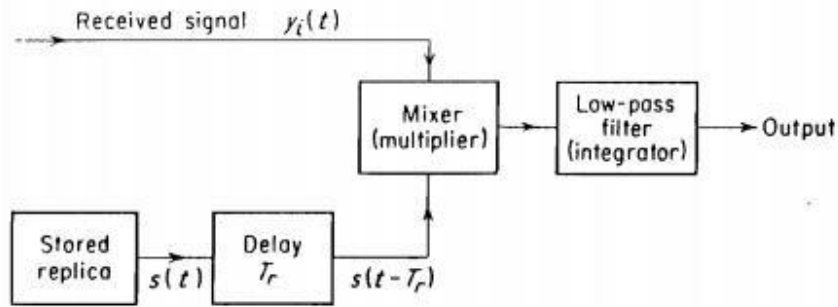 Received signal y_i(t)
Mixer
(multiplier)
Low-pass
filter
(integrator)
Output
Stored
replica
s(t)
Delay
T_r
s(t-T_r)